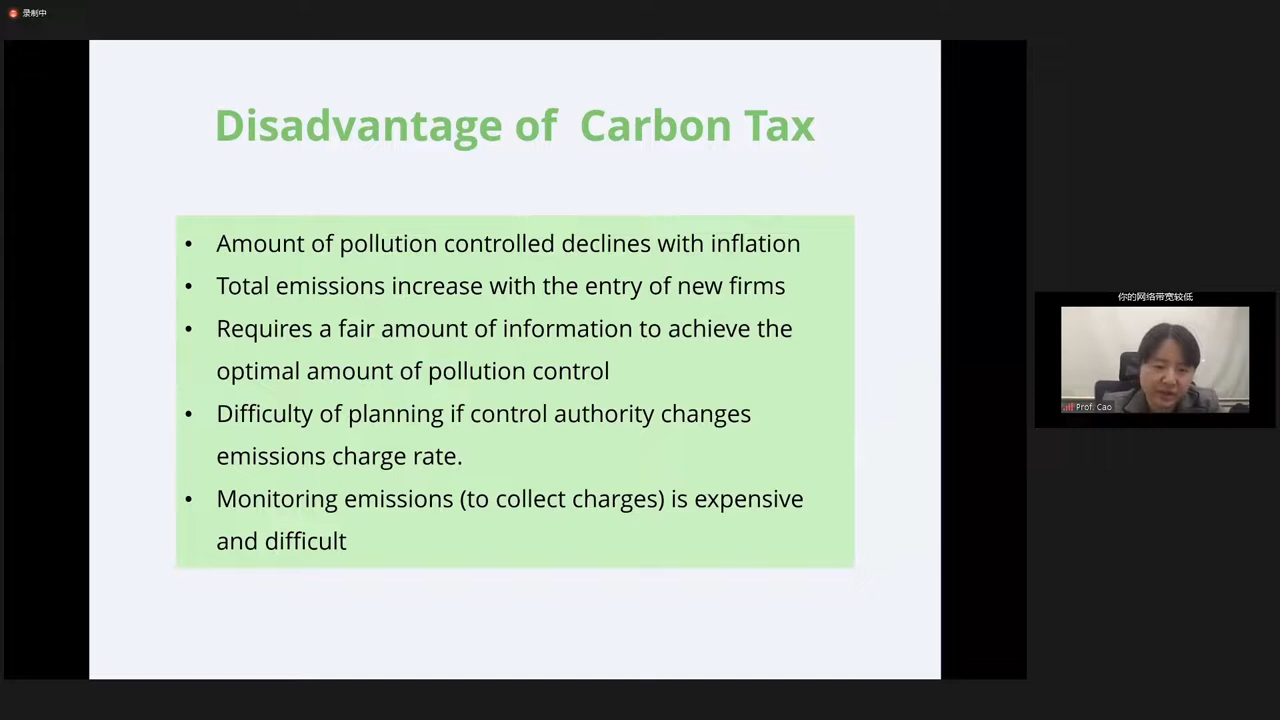 录制中
Disadvantage of Carbon Tax
• Amount of pollution controlled declines with inflation
• Total emissions increase with the entry of new firms
• Requires a fair amount of information to achieve the
optimal amount of pollution control
• Difficulty of planning if control authority changes
emissions charge rate.
• Monitoring emissions (to collect charges) is expensive
and difficult
你的网络带宽较低
Prof. Cao